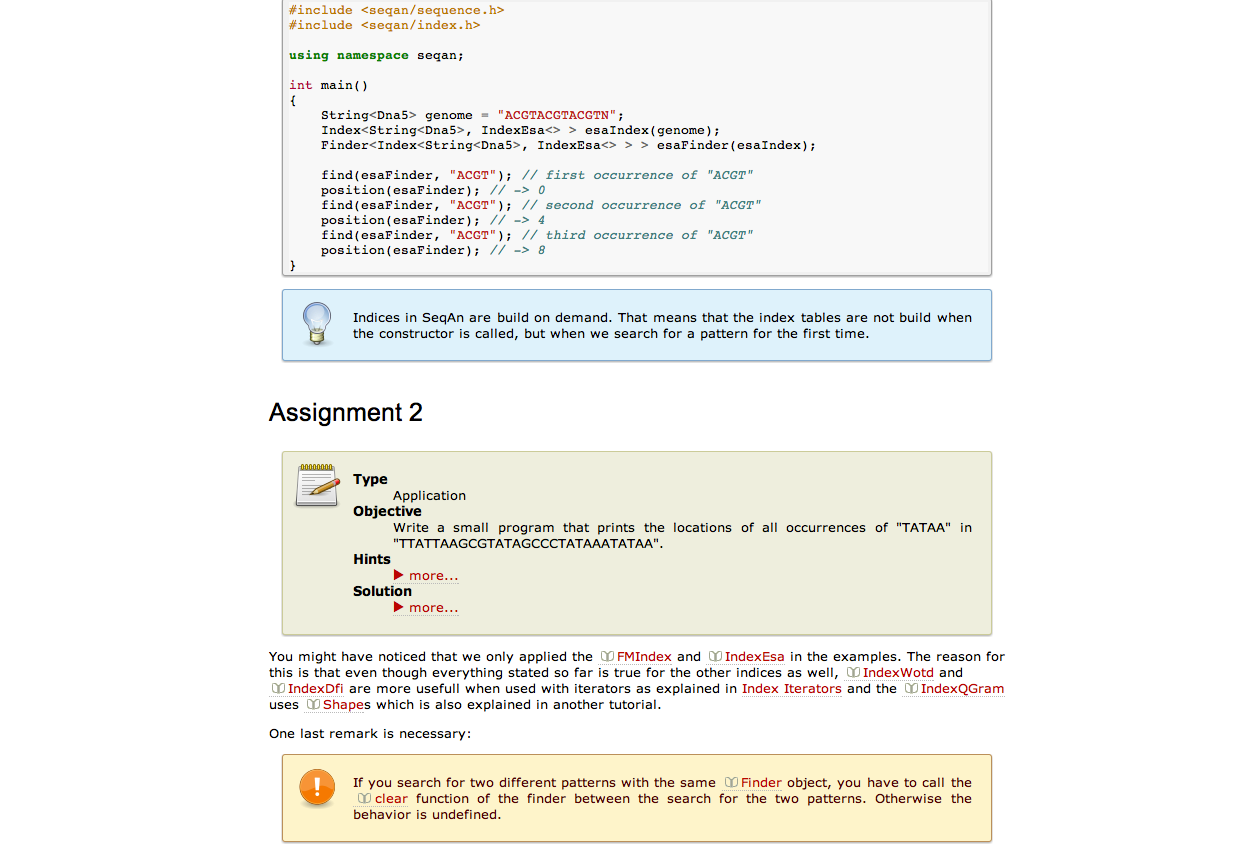 #include <seqan/sequence.h>
#include <seqan/index.h>
using namespace seqan;
int main()
{
String<Dna5> genome = "ACGTACGTACGTN";
Index<String<Dna5>, IndexEsa<> > esaIndex(genome);
Finder<Index<String<Dna5>, IndexEsa<> > > esaFinder(esaIndex);
find(esaFinder, "ACGT"); // first occurrence of "ACGT"
position(esaFinder); // -> 0
find(esaFinder, "ACGT"); // second occurrence of "ACGT"
position(esaFinder); // -> 4
find(esaFinder, "ACGT"); // third occurrence of "ACGT"
position(esaFinder); // -> 8
}
Indices in SeqAn are build on demand. That means that the index tables are not build when
the constructor is called, but when we search for a pattern for the first time.
Assignment 2
Type
Application
Objective
Write a small program that prints the locations of all occurrences of "TATAA" in
"TTATTAAGCGTATAGCCCTATAAATATAA".
Hints
more...
Solution
more...
You might have noticed that we only applied the FMIndex and IndexEsa in the examples. The reason for
this is that even though everything stated so far is true for the other indices as well, IndexWotd and
IndexDfi are more usefull when used with iterators as explained in Index Iterators and the IndexQGram
uses Shapes which is also explained in another tutorial.
One last remark is necessary:
If you search for two different patterns with the same Finder object, you have to call the
clear function of the finder between the search for the two patterns. Otherwise the
behavior is undefined.